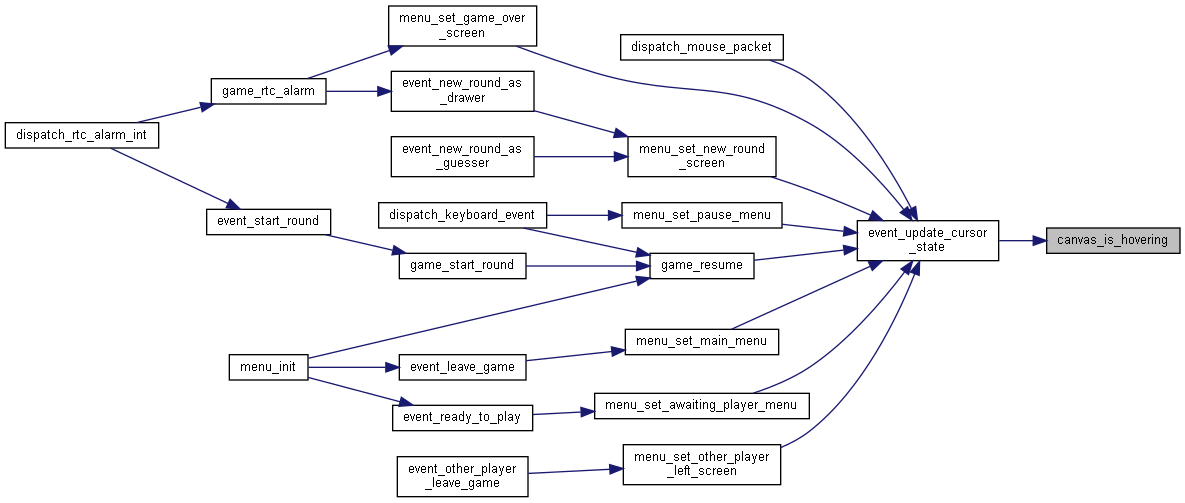 menu_set_game_over
_screen
dispatch_mouse_packet
game_rtc_alarm
event_new_round_as
_drawer
dispatch_rtc_alarm_int
event_new_round_as
_guesser
menu_set_new_round
_screen
event_start_round
dispatch_keyboard_event
menu_set_pause_menu
event_update_cursor
_state
canvas_is_hovering
game_start_round
game_resume
menu_set_main_menu
menu_init
event_leave_game
event_ready_to_play
menu_set_awaiting_player_menu
event_other_player
_leave_game
menu_set_other_player
_left_screen